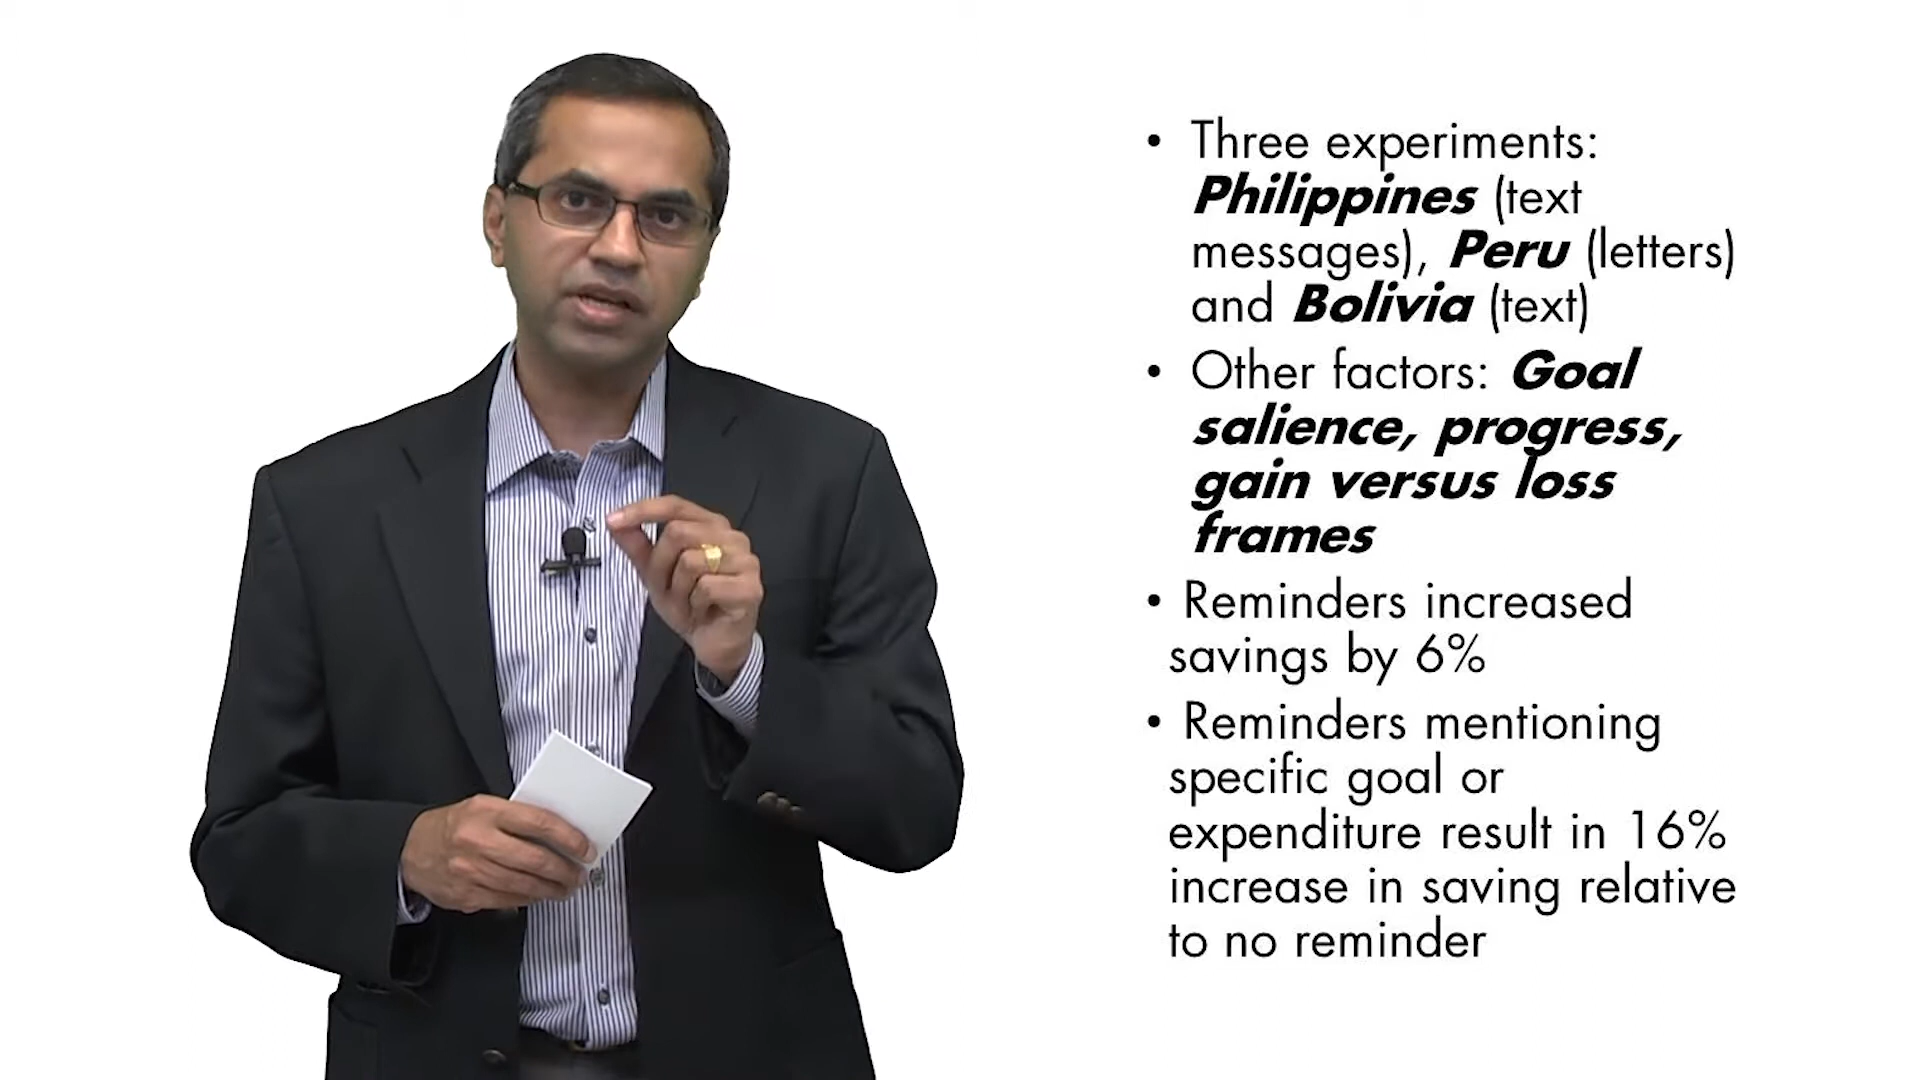 • Three experiments:
Philippines (text
messages), Peru (letters)
and Bolivia (text)
• Other factors: Goal
salience, progress,
gain versus loss
frames
• Reminders increased
savings by 6%
• Reminders mentioning
specific goal or
expenditure result in 16%
increase in saving relative
to no reminder